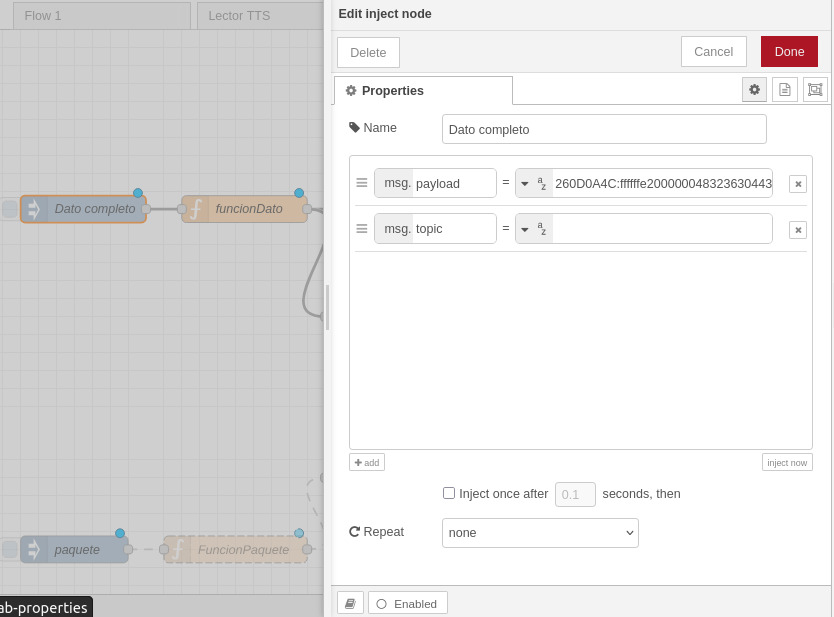 Flow 1
Lector TTS
Edit inject node
Delete
Cancel
Done
Properties
Name
Dato completo
msg. payload = az 260D0A4C:ffffffe200000048323630443
msg. topic = az
Dato completo
funcionDato
+ add
inject now
Inject once after 0.1 seconds, then
Repeat
none
paquete
FuncionPaquete
Enabled
ab-properties